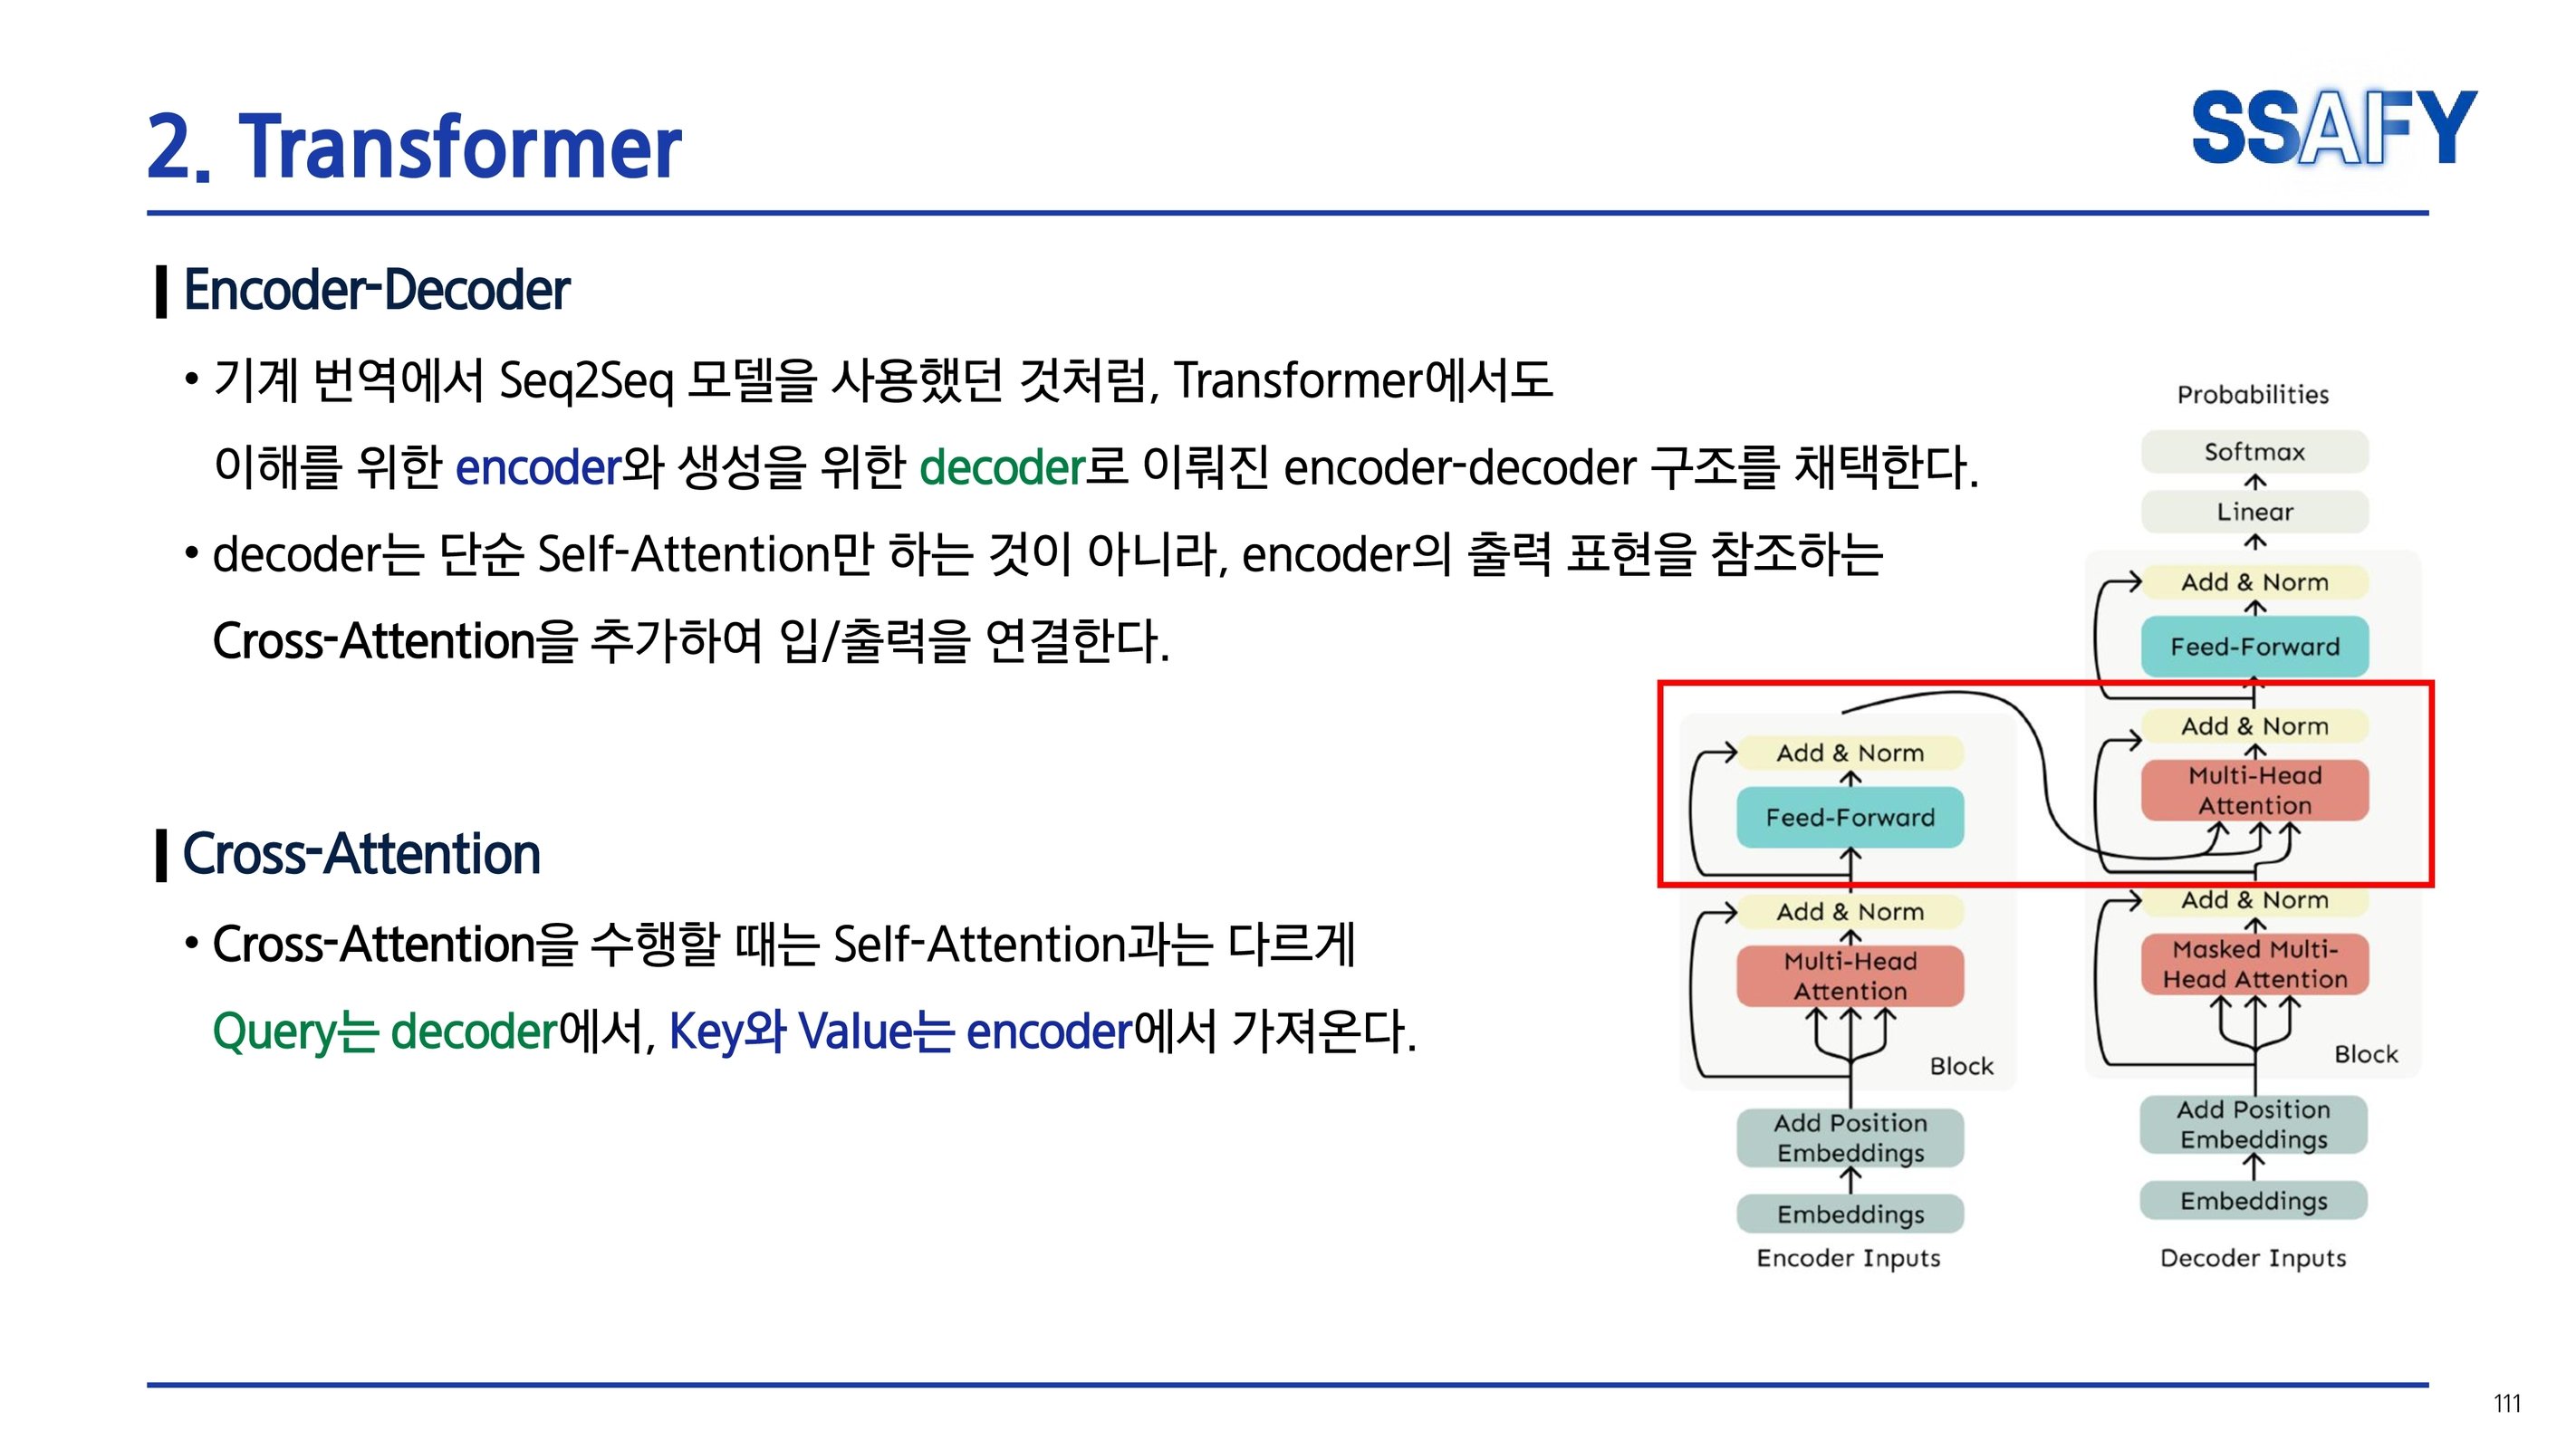 2. Transformer
SSAFY
Encoder-Decoder
• 기계 번역에서 Seq2Seq 모델을 사용했던 것처럼, Transformer에서도
이해를 위한 encoder와 생성을 위한 decoder로 이뤄진 encoder-decoder 구조를 채택한다.
• decoder는 단순 Self-Attention만 하는 것이 아니라, encoder의 출력 표현을 참조하는
Cross-Attention을 추가하여 입/출력을 연결한다.
Cross-Attention
• Cross-Attention을 수행할 때는 Self-Attention과는 다르게
Query는 decoder에서, Key와 Value는 encoder에서 가져온다.
Add & Norm
Feed-Forward
Add & Norm
Multi-Head
Attention
Block
Add Position
Embeddings
Embeddings
Encoder Inputs
Probabilities
Softmax
Linear
Add & Norm
Feed-Forward
Add & Norm
Multi-Head
Attention
Add & Norm
Masked Multi-
Head Attention
Block
Add Position
Embeddings
Embeddings
Decoder Inputs
111